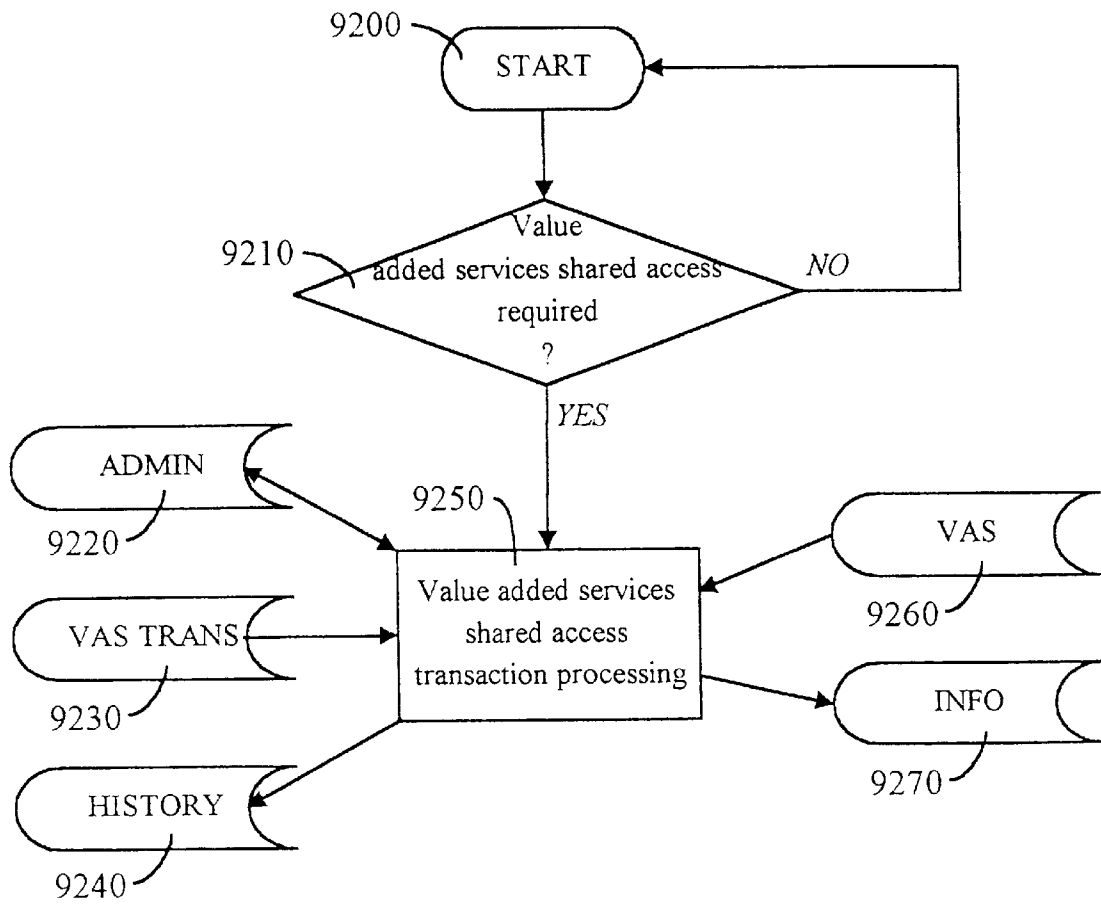 9200
START
9210
Value
added services shared access
required
?
NO
YES
ADMIN
9220
9250
Value added services
shared access
transaction processing
VAS
9260
VAS TRANS
9230
INFO
9270
HISTORY
9240